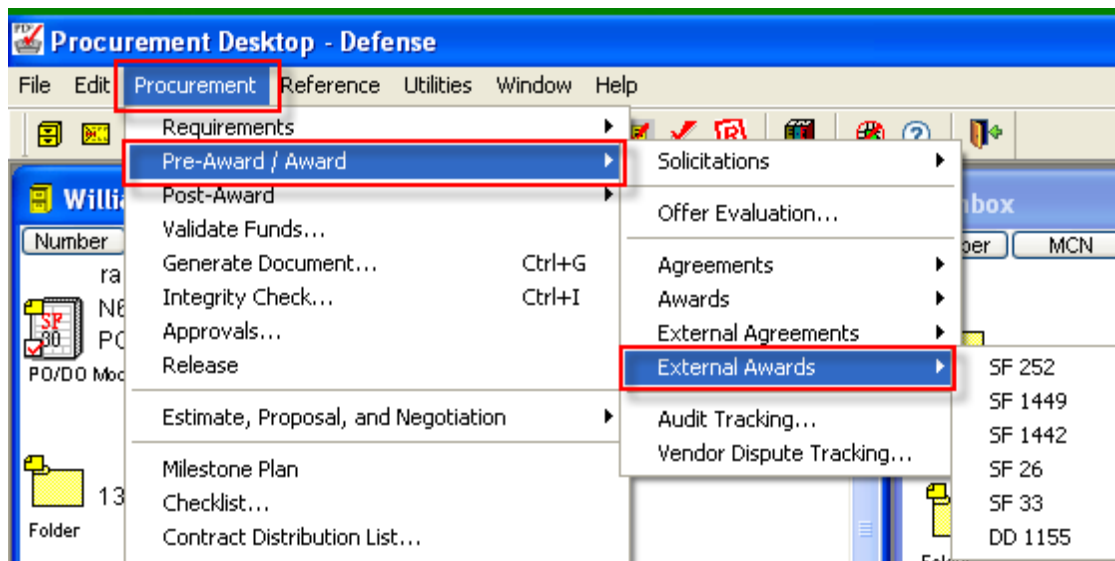 Procurement Desktop - Defense
File Edit Procurement Reference Utilities Window Help
Requirements
Pre-Award / Award
Post-Award
Validate Funds...
Generate Document... Ctrl+G
Integrity Check... Ctrl+I
Approvals...
Release
Estimate, Proposal, and Negotiation
Milestone Plan
Checklist...
Contract Distribution List...
Solicitations
Offer Evaluation...
Agreements
Awards
External Agreements
External Awards
Audit Tracking...
Vendor Dispute Tracking...
SF 252
SF 1449
SF 1442
SF 26
SF 33
DD 1155
Number
SF
30
PO/DO
13
Folder
MCN